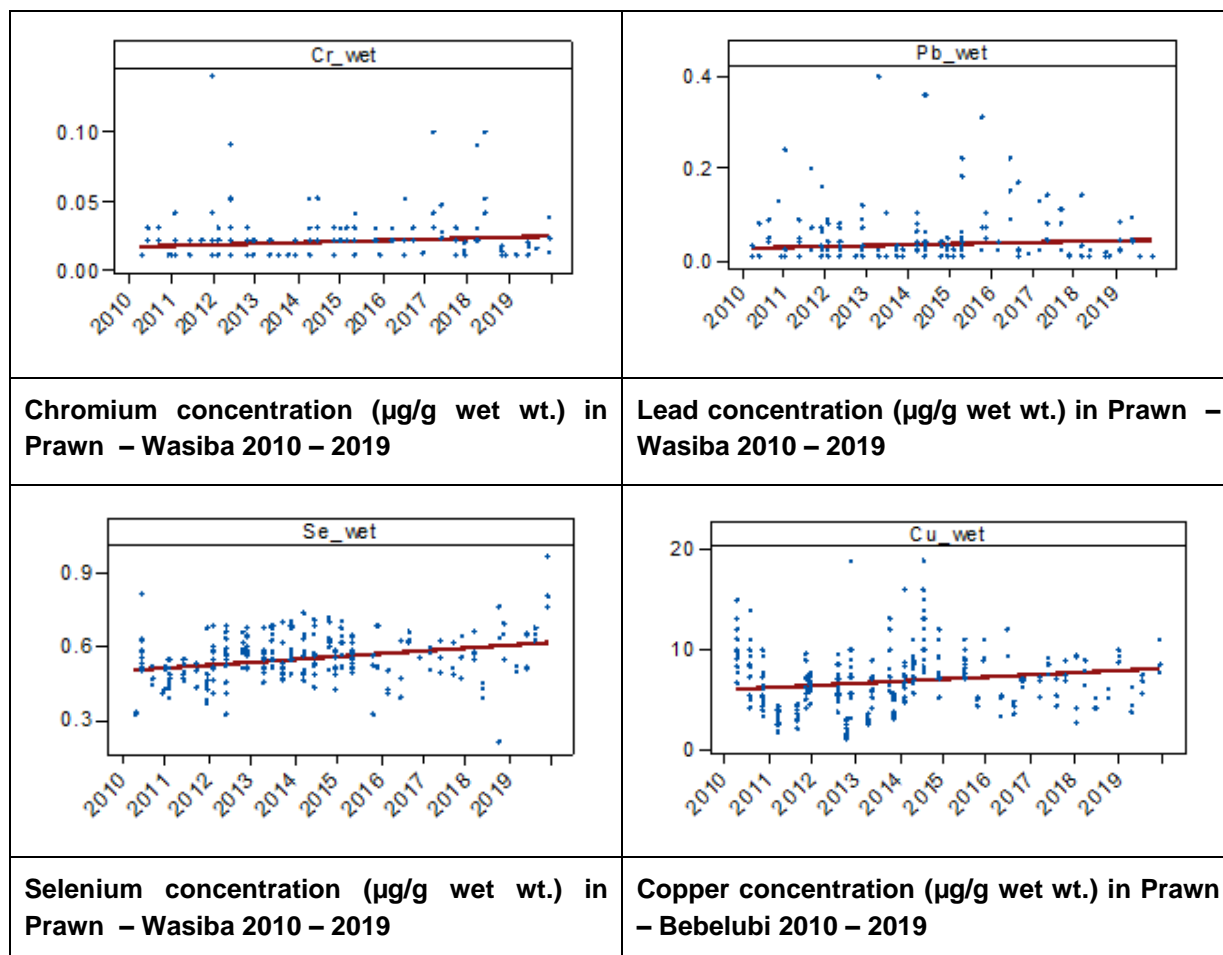 Cr_wet
0.10
0.05
0.00
2010 2011 2012 2013 2014 2015 2016 2017 2018 2019
Pb_wet
0.4
0.2
0.0
2010 2011 2012 2013 2014 2015 2016 2017 2018 2019
Chromium concentration (µg/g wet wt.) in
Prawn – Wasiba 2010 – 2019
Lead concentration (µg/g wet wt.) in Prawn –
Wasiba 2010 – 2019
Se_wet
0.9
0.6
0.3
2010 2011 2012 2013 2014 2015 2016 2017 2018 2019
Cu_wet
20
10
0
2010 2011 2012 2013 2014 2015 2016 2017 2018 2019
Selenium concentration (µg/g wet wt.) in
Prawn – Wasiba 2010 – 2019
Copper concentration (µg/g wet wt.) in Prawn
– Bebelubi 2010 – 2019